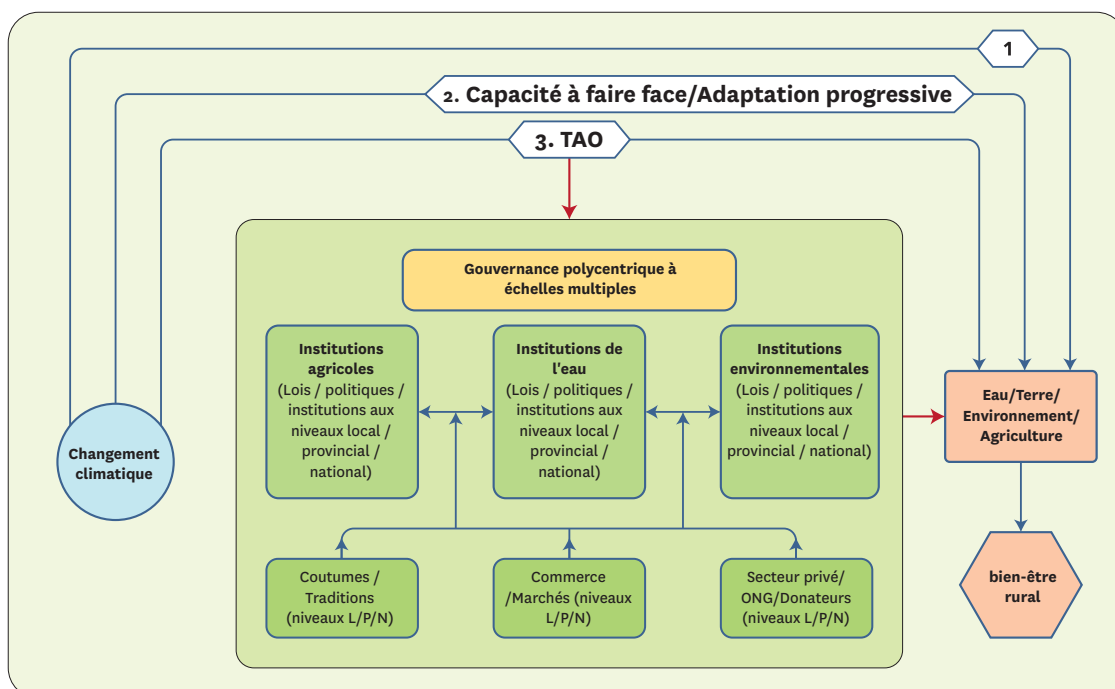 1
2. Capacité à faire face/Adaptation progressive
3. TAO
Gouvernance polycentrique à
échelles multiples
Institutions
agricoles
(Lois / politiques /
institutions aux
niveaux local /
provincial /
national)
Institutions de
l'eau
(Lois / politiques /
institutions aux
niveaux local /
provincial /
national)
Institutions
environnementales
(Lois / politiques /
institutions aux
niveaux local /
provincial / national)
Changement
climatique
Eau/Terre/
Environnement/
Agriculture
Coutumes /
Traditions
(niveaux L/P/N)
Commerce
/Marchés (niveaux
L/P/N)
Secteur privé/
ONG/Donateurs
(niveaux L/P/N)
bien-être
rural